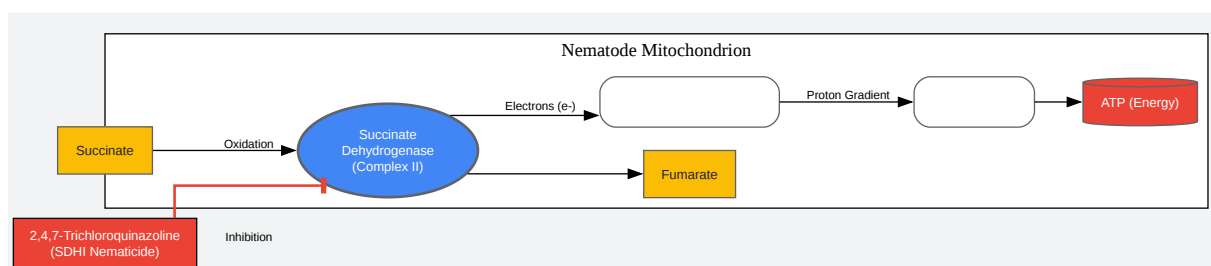 Nematode Mitochondrion
Succinate
Oxidation
Succinate
Dehydrogenase
(Complex II)
Electrons (e-)
Proton Gradient
ATP (Energy)
Fumarate
2,4,7-Trichloroquinazoline
(SDHI Nematicide)
Inhibition